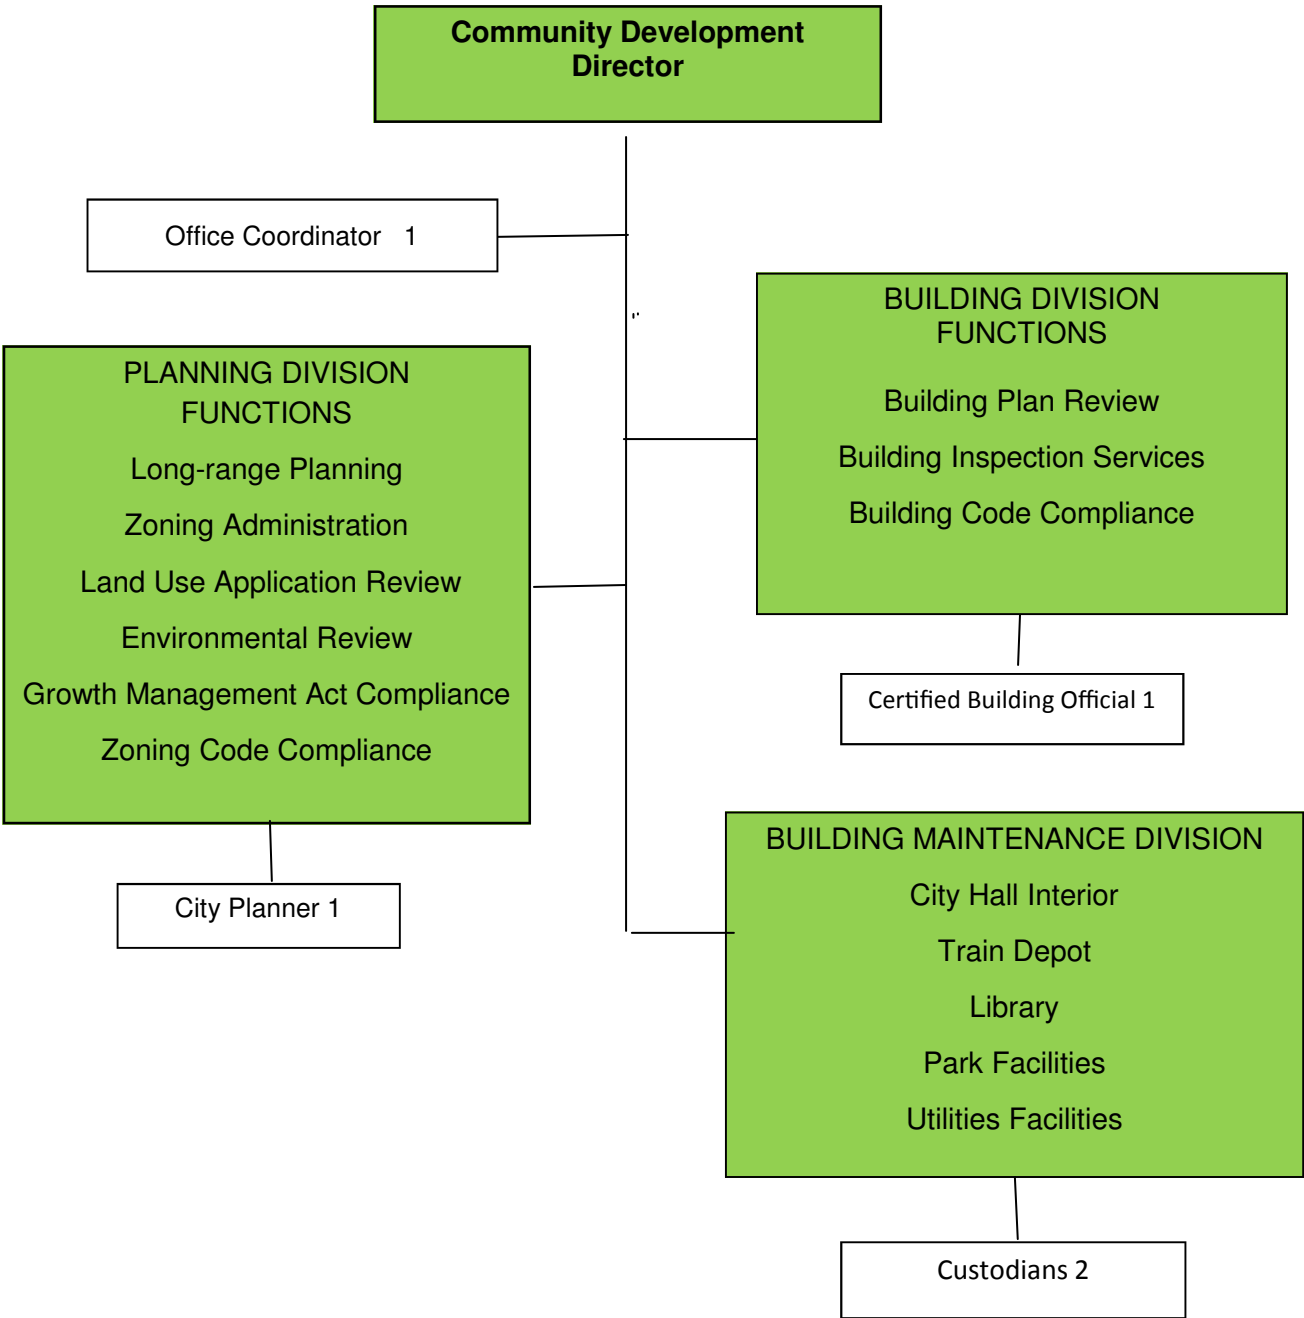 Community Development
Director
Office Coordinator 1
BUILDING DIVISION
FUNCTIONS
Building Plan Review
Building Inspection Services
Building Code Compliance
Certified Building Official 1
PLANNING DIVISION
FUNCTIONS
Long-range Planning
Zoning Administration
Land Use Application Review
Environmental Review
Growth Management Act Compliance
Zoning Code Compliance
City Planner 1
BUILDING MAINTENANCE DIVISION
City Hall Interior
Train Depot
Library
Park Facilities
Utilities Facilities
Custodians 2